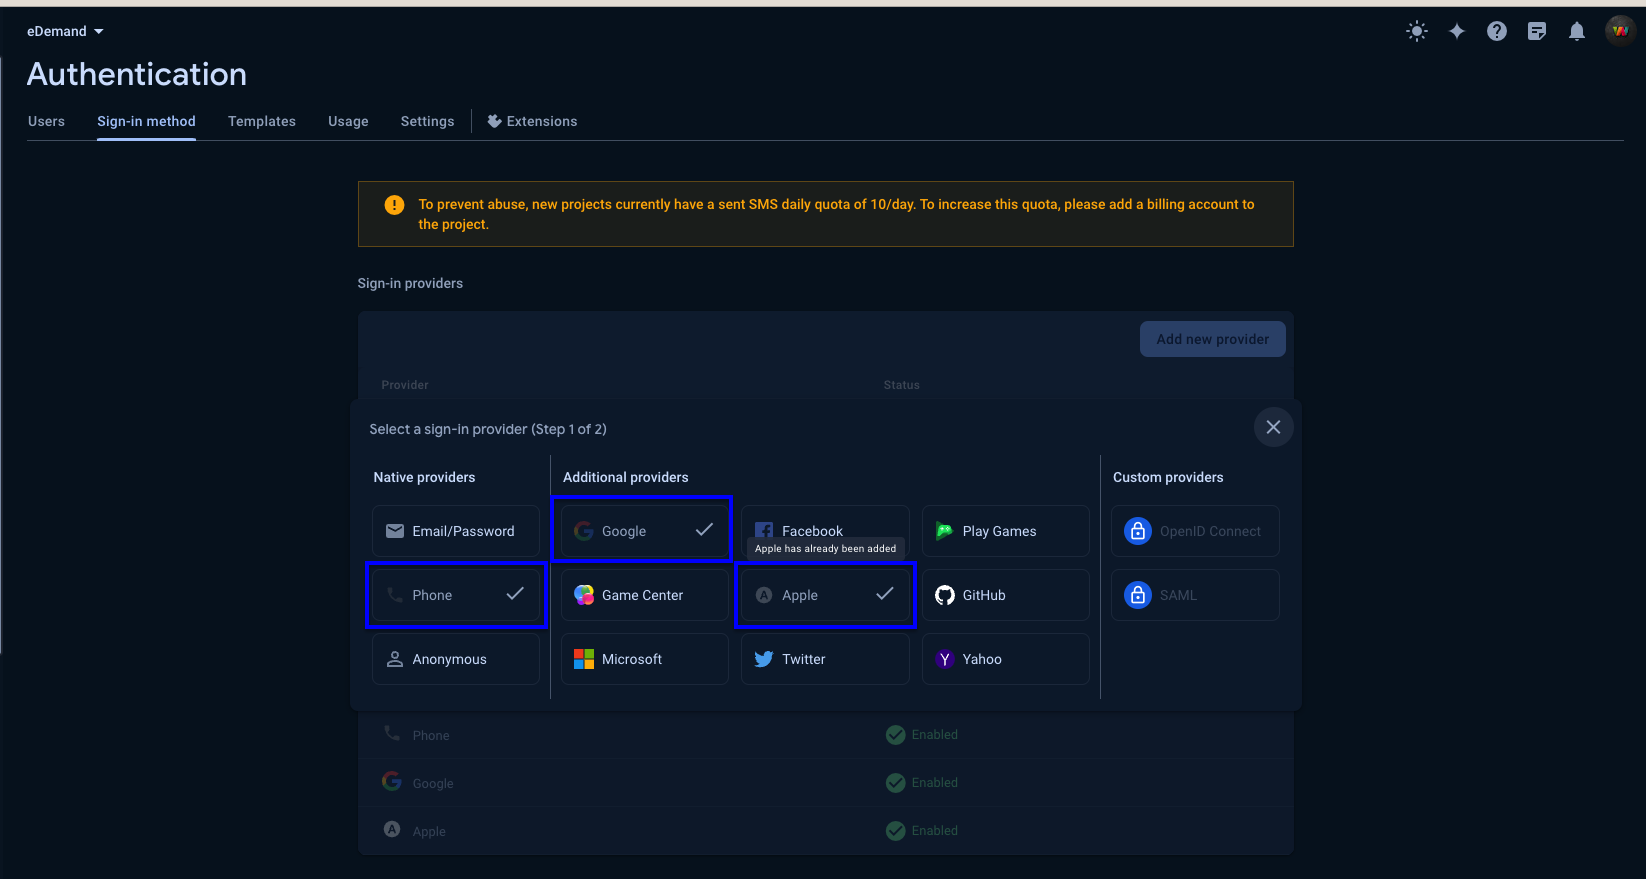 eDemand
Authentication
Users
Sign-in method
Templates
Usage
Settings
Extensions
To prevent abuse, new projects currently have a sent SMS daily quota of 10/day. To increase this quota, please add a billing account to
the project.
Sign-in providers
Add new provider
Provider
Status
Select a sign-in provider (Step 1 of 2)
Native providers
Additional providers
Custom providers
Email/Password
Google
Facebook
Play Games
OpenID Connect
Apple has already been added
Phone
Game Center
Apple
GitHub
SAML
Anonymous
Microsoft
Twitter
Yahoo
Phone
Enabled
Google
Enabled
Apple
Enabled